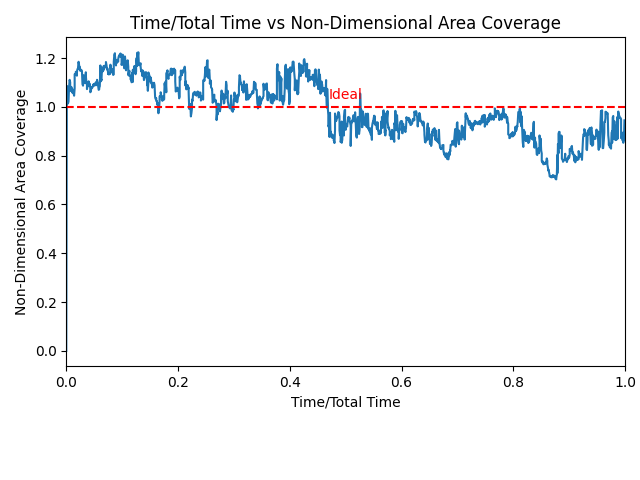 Time/Total Time vs Non-Dimensional Area Coverage
Non-Dimensional Area Coverage
1.2
1.0
0.8
0.6
0.4
0.2
0.0
Ideal
0.0 0.2 0.4 0.6 0.8 1.0
Time/Total Time